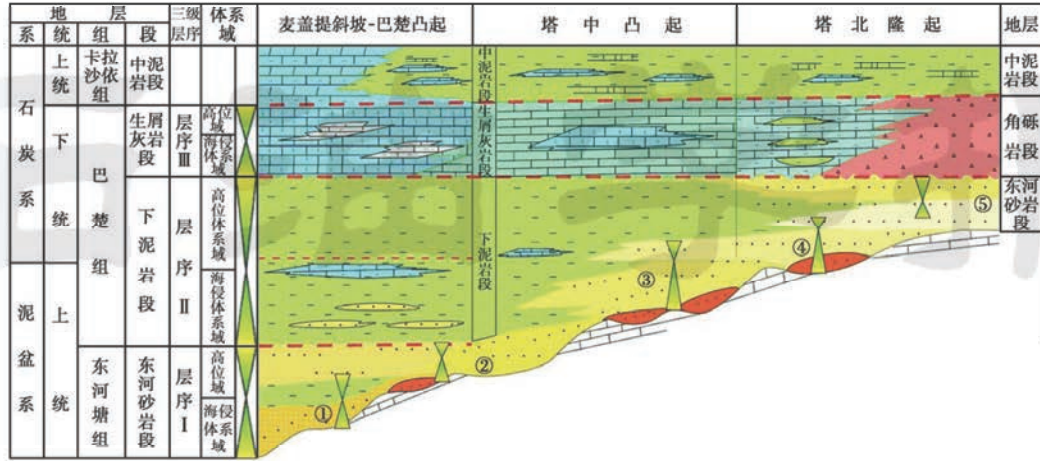 地层
三级层序
体系域
麦盖提斜坡-巴楚凸起
塔中凸起
塔北隆起
地层
系
统
组
段
石炭系
泥盆系
上统
下统
上统
卡拉沙依组
巴楚组
东河塘组
中泥岩段
生屑灰岩段
下泥岩段
东河砂岩段
层序Ⅲ
层序Ⅱ
层序Ⅰ
高位域
海侵体系域
高位体系域
海侵体系域
高位域
海侵体系域
中泥岩段
生屑灰岩段
下泥岩段
①
②
③
④
⑤
中泥岩段
角砾岩段
东河砂岩段